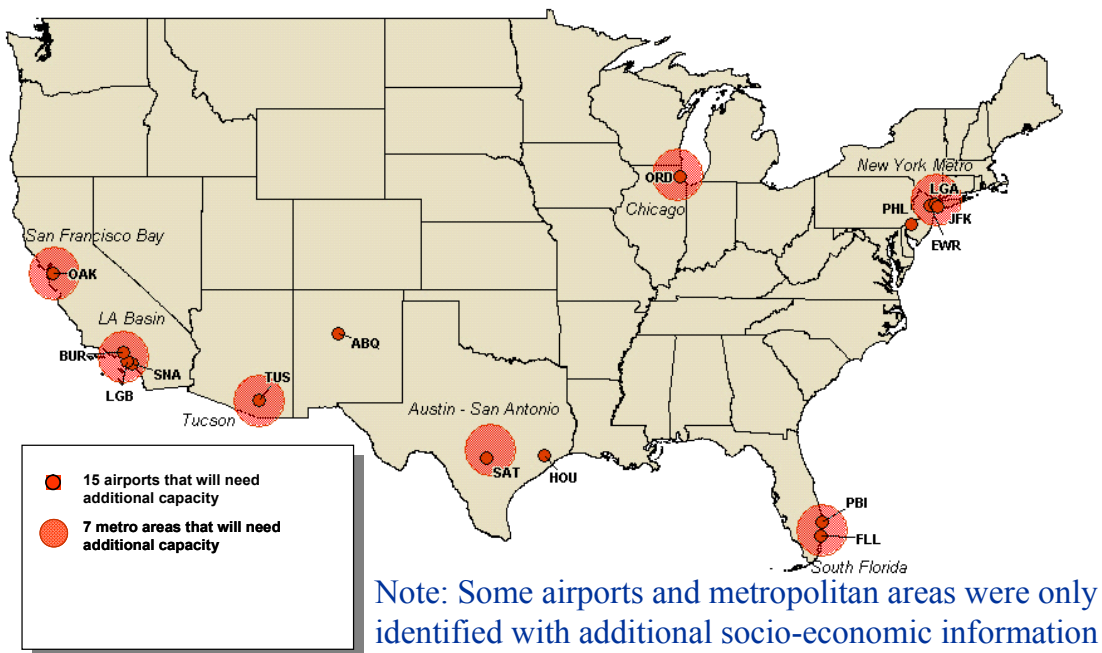 New York Metro
ORD
LGA
Chicago
PHL
JFK
EWR
San Francisco Bay
OAK
LA Basin
BUR
SNA
LGB
ABQ
TUS
Tucson
Austin - San Antonio
SAT
HOU
PBI
FLL
South Florida
15 airports that will need
additional capacity
7 metro areas that will need
additional capacity
Note: Some airports and metropolitan areas were only
identified with additional socio-economic information